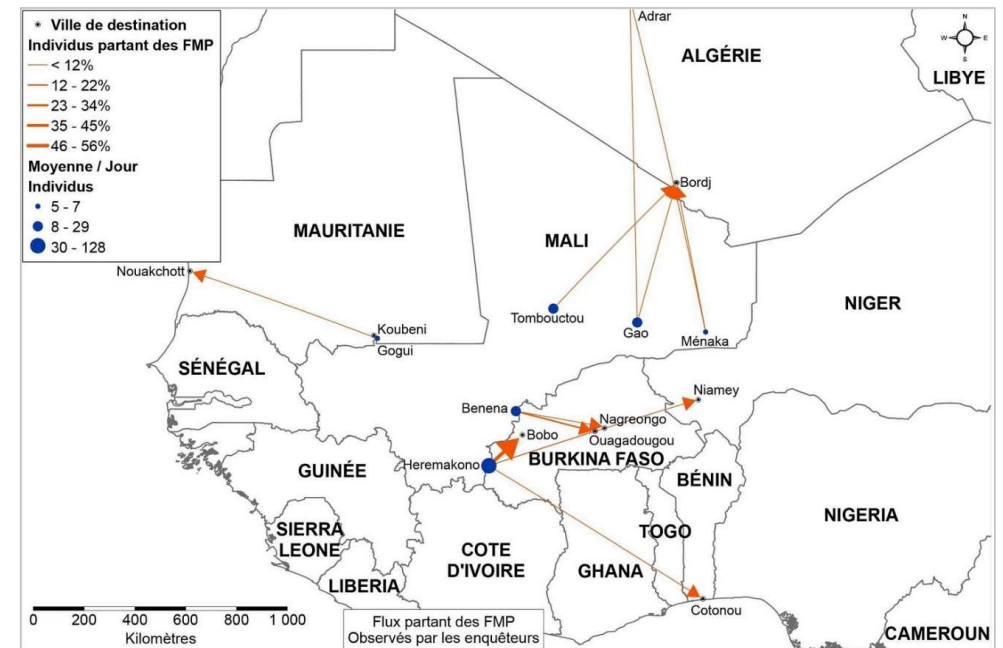 Ville de destination
Individus partant des FMP
< 12%
12 - 22%
23 - 34%
35 - 45%
46 - 56%
Moyenne / Jour
Individus
5 - 7
8 - 29
30 - 128
Adrar
ALGÉRIE
N
W
E
S
LIBYE
Bordj
MAURITANIE
MALI
Nouakchott
NIGER
Tombouctou
Gao
Ménaka
Koubeni
Gogui
SÉNÉGAL
Niamey
Benena
Nagreongo
Bobo
Ouagadougou
Heremakono
BURKINA FASO
GUINÉE
BÉNIN
NIGERIA
SIERRA
LEONE
TOGO
COTE
D'IVOIRE
GHANA
LIBERIA
Cotonou
0 200 400 600 800 1 000
Kilomètres
Flux partant des FMP
Observés par les enquêteurs
CAMEROUN